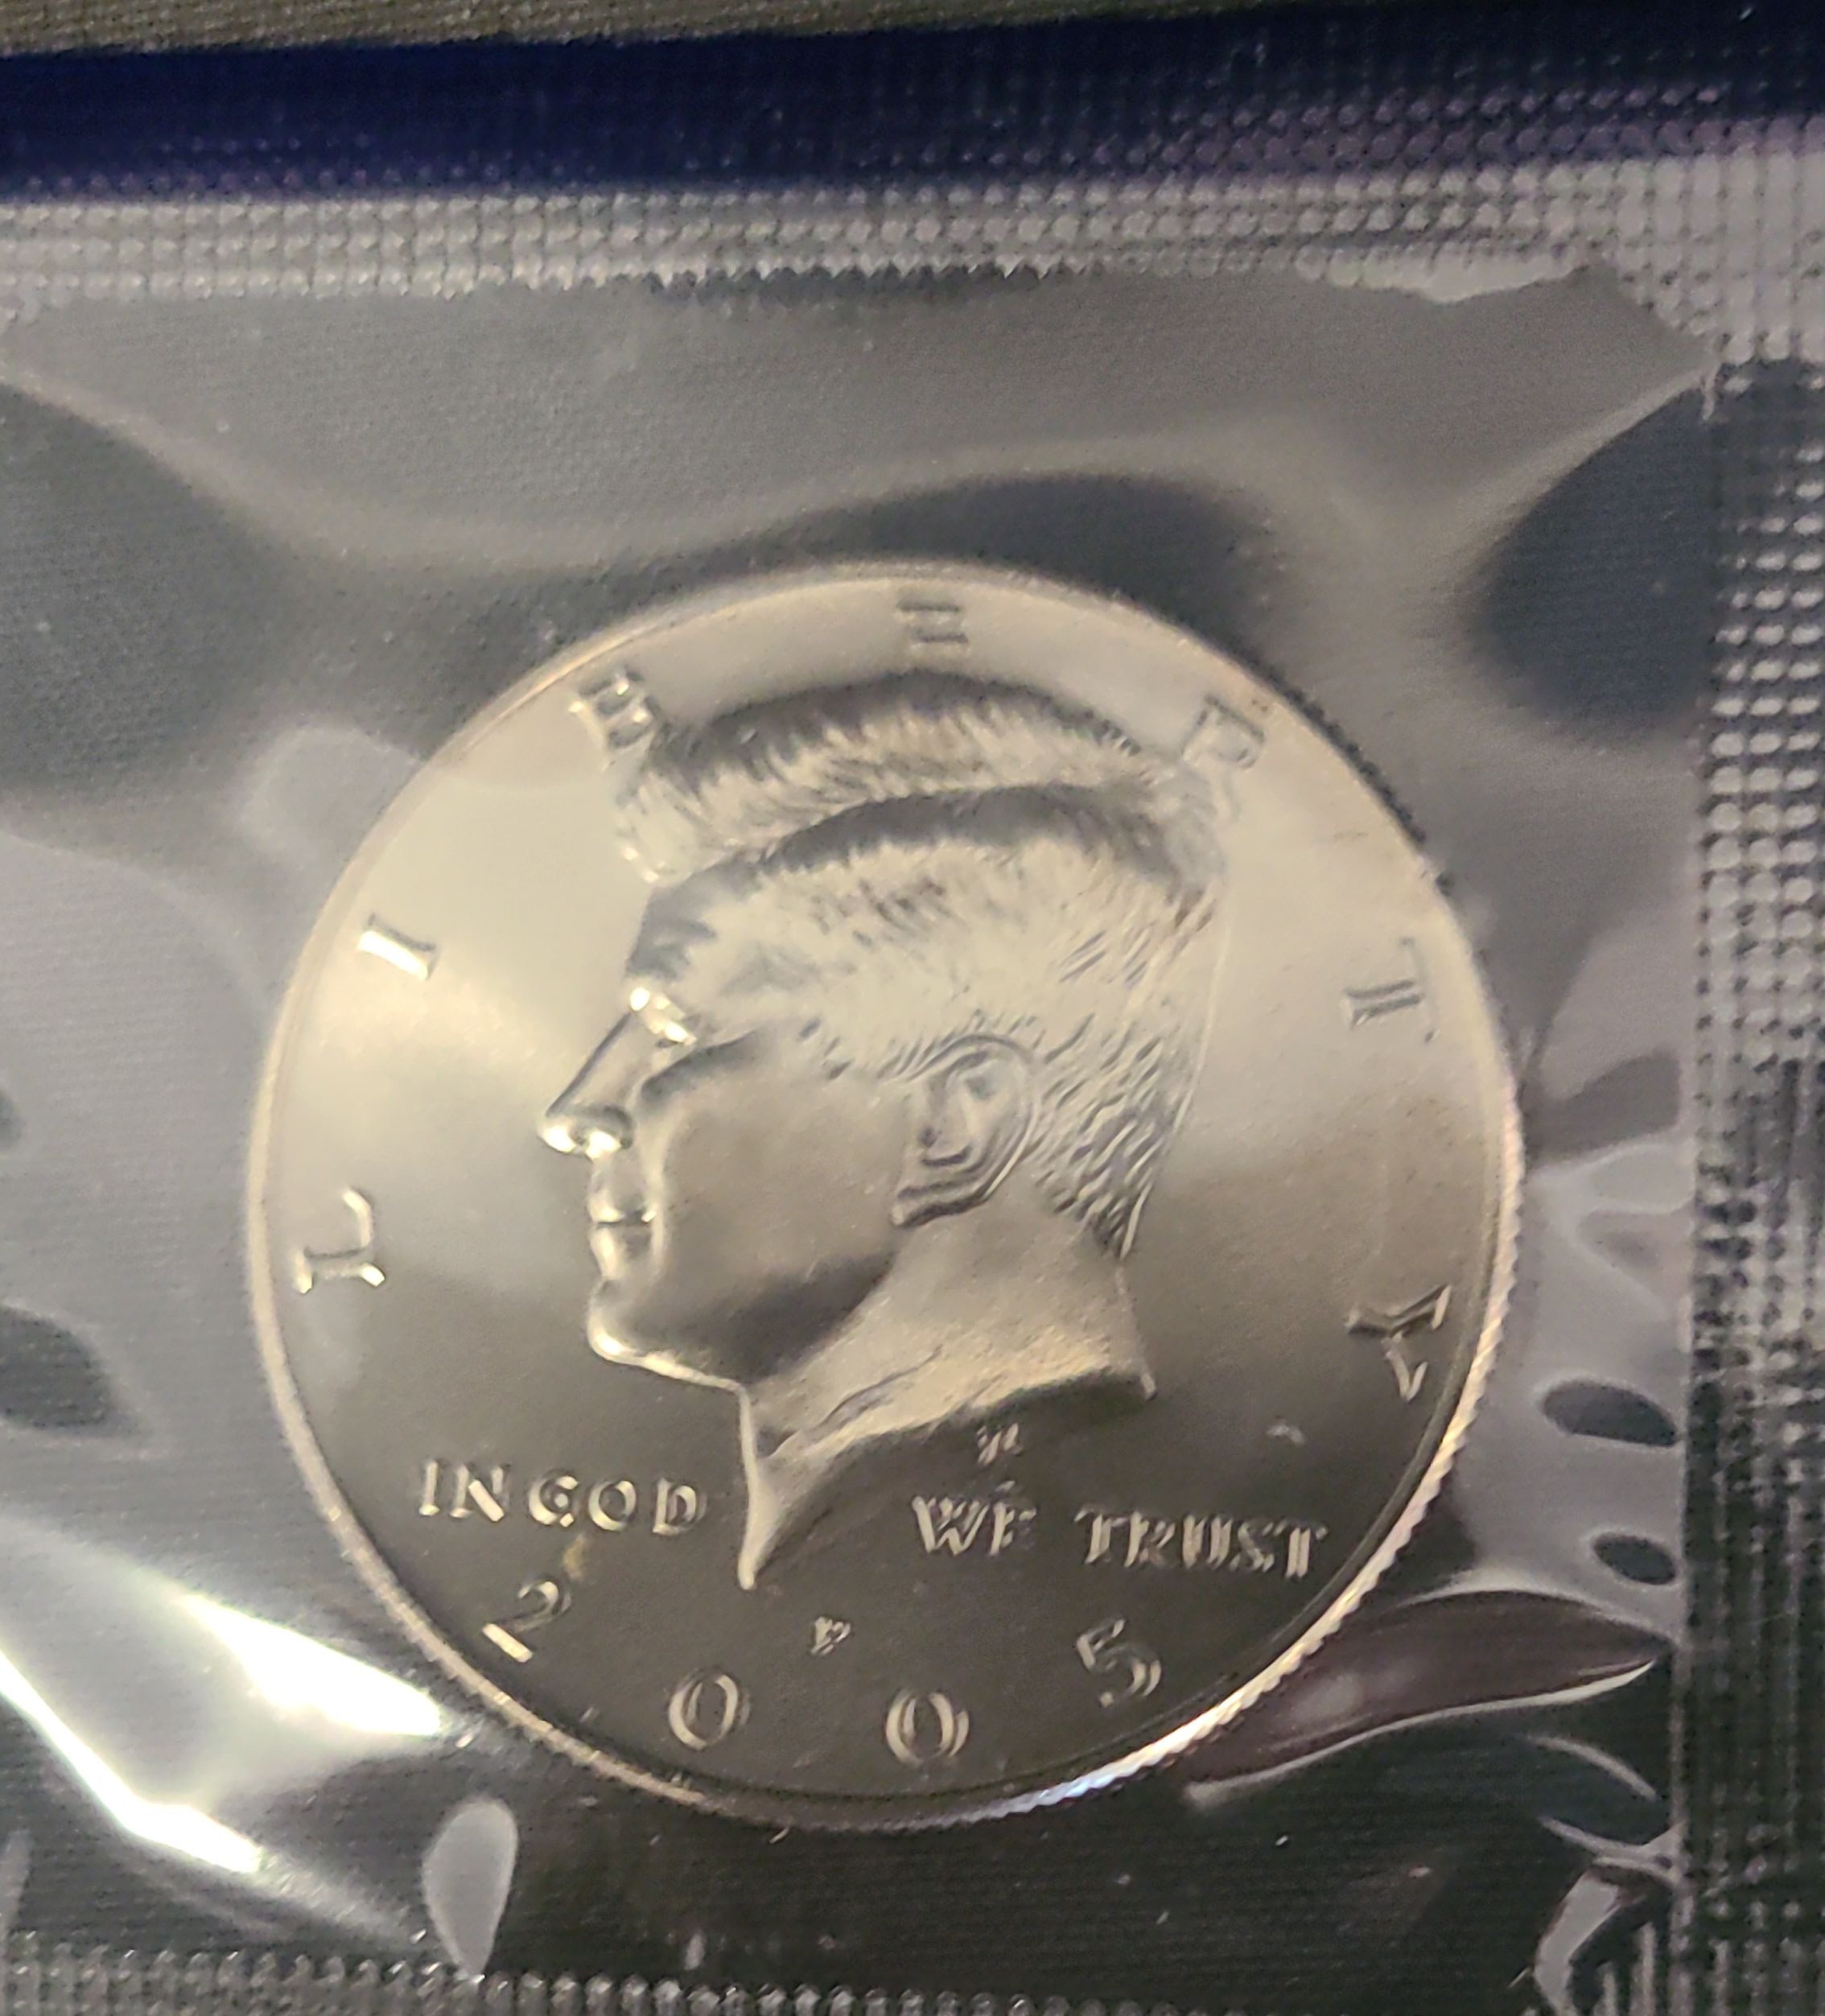 LIBERTY
IN GOD WE TRUST
P
2005